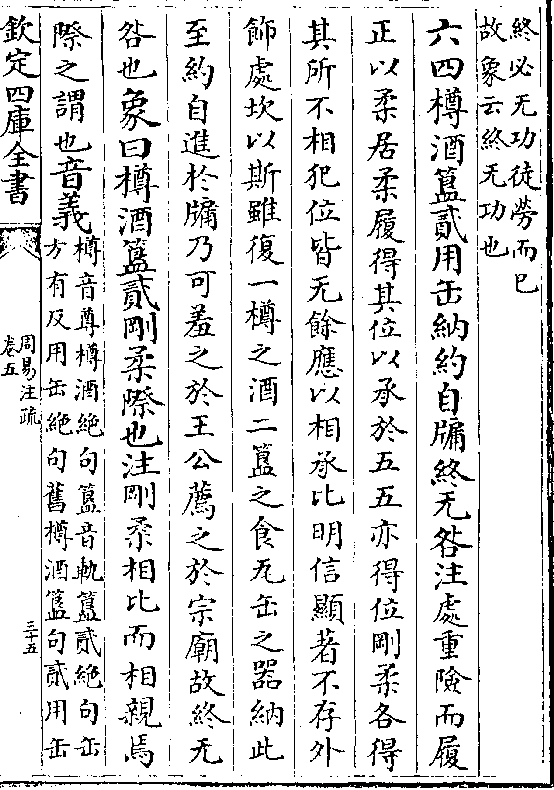 終必无功徒勞而已
故象云終无功也
六四樽酒簋貳用缶納約自牖終无咎注處重險而履
正以柔居柔履得其位以承於五五亦得位剛柔各得
其所不相犯位皆无餘應以相承比明信顯著不存外
飾處坎以斯雖復一樽之酒二簋之食瓦缶之器納此
至約自進於牖乃可羞之於王公薦之於宗廟故終无
咎也象曰樽酒簋貳剛柔際也注剛柔相比而相親焉
際之謂也音義樽音尊樽酒絶句簋音軌簋貳絶句缶
方有反用缶絶句舊樽酒簋句貳用缶
欽定四庫全書
周易注疏
卷五
三十五